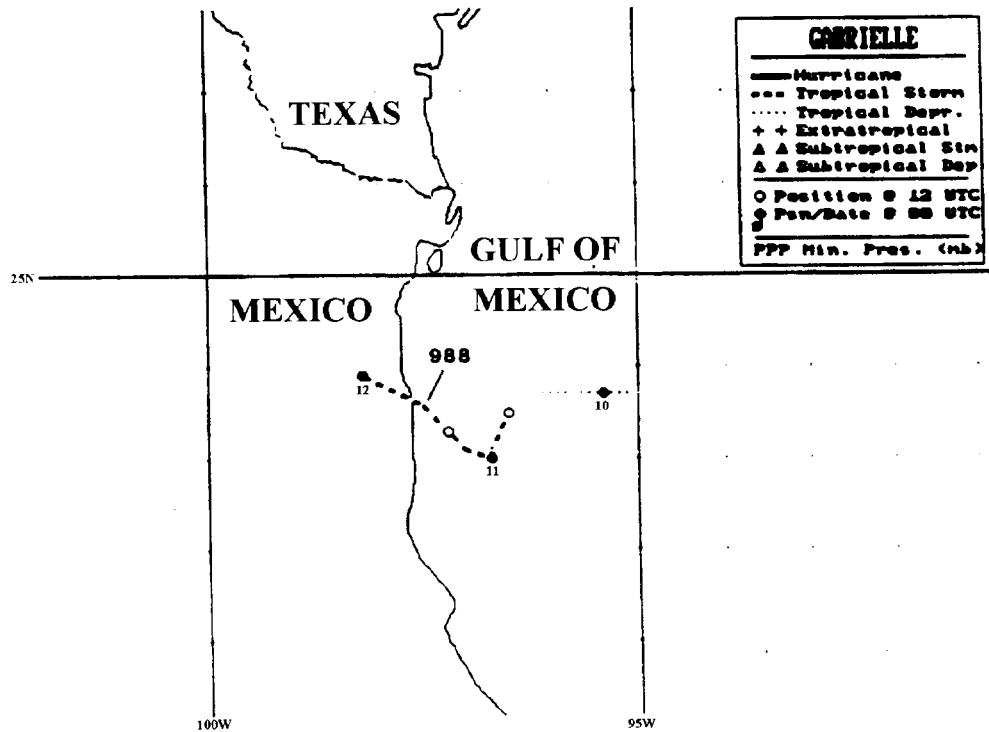 GABRIELLE
Hurricane
Tropical Storm
Tropical Depr.
+ + Extratropical
Subtropical Stm
Subtropical Dep
Position @ 12 UTC
Psn/Date @ 00 UTC
PPP Min. Pres. (mb)
TEXAS
GULF OF
25N
MEXICO
MEXICO
988
12
10
11
100W
95W